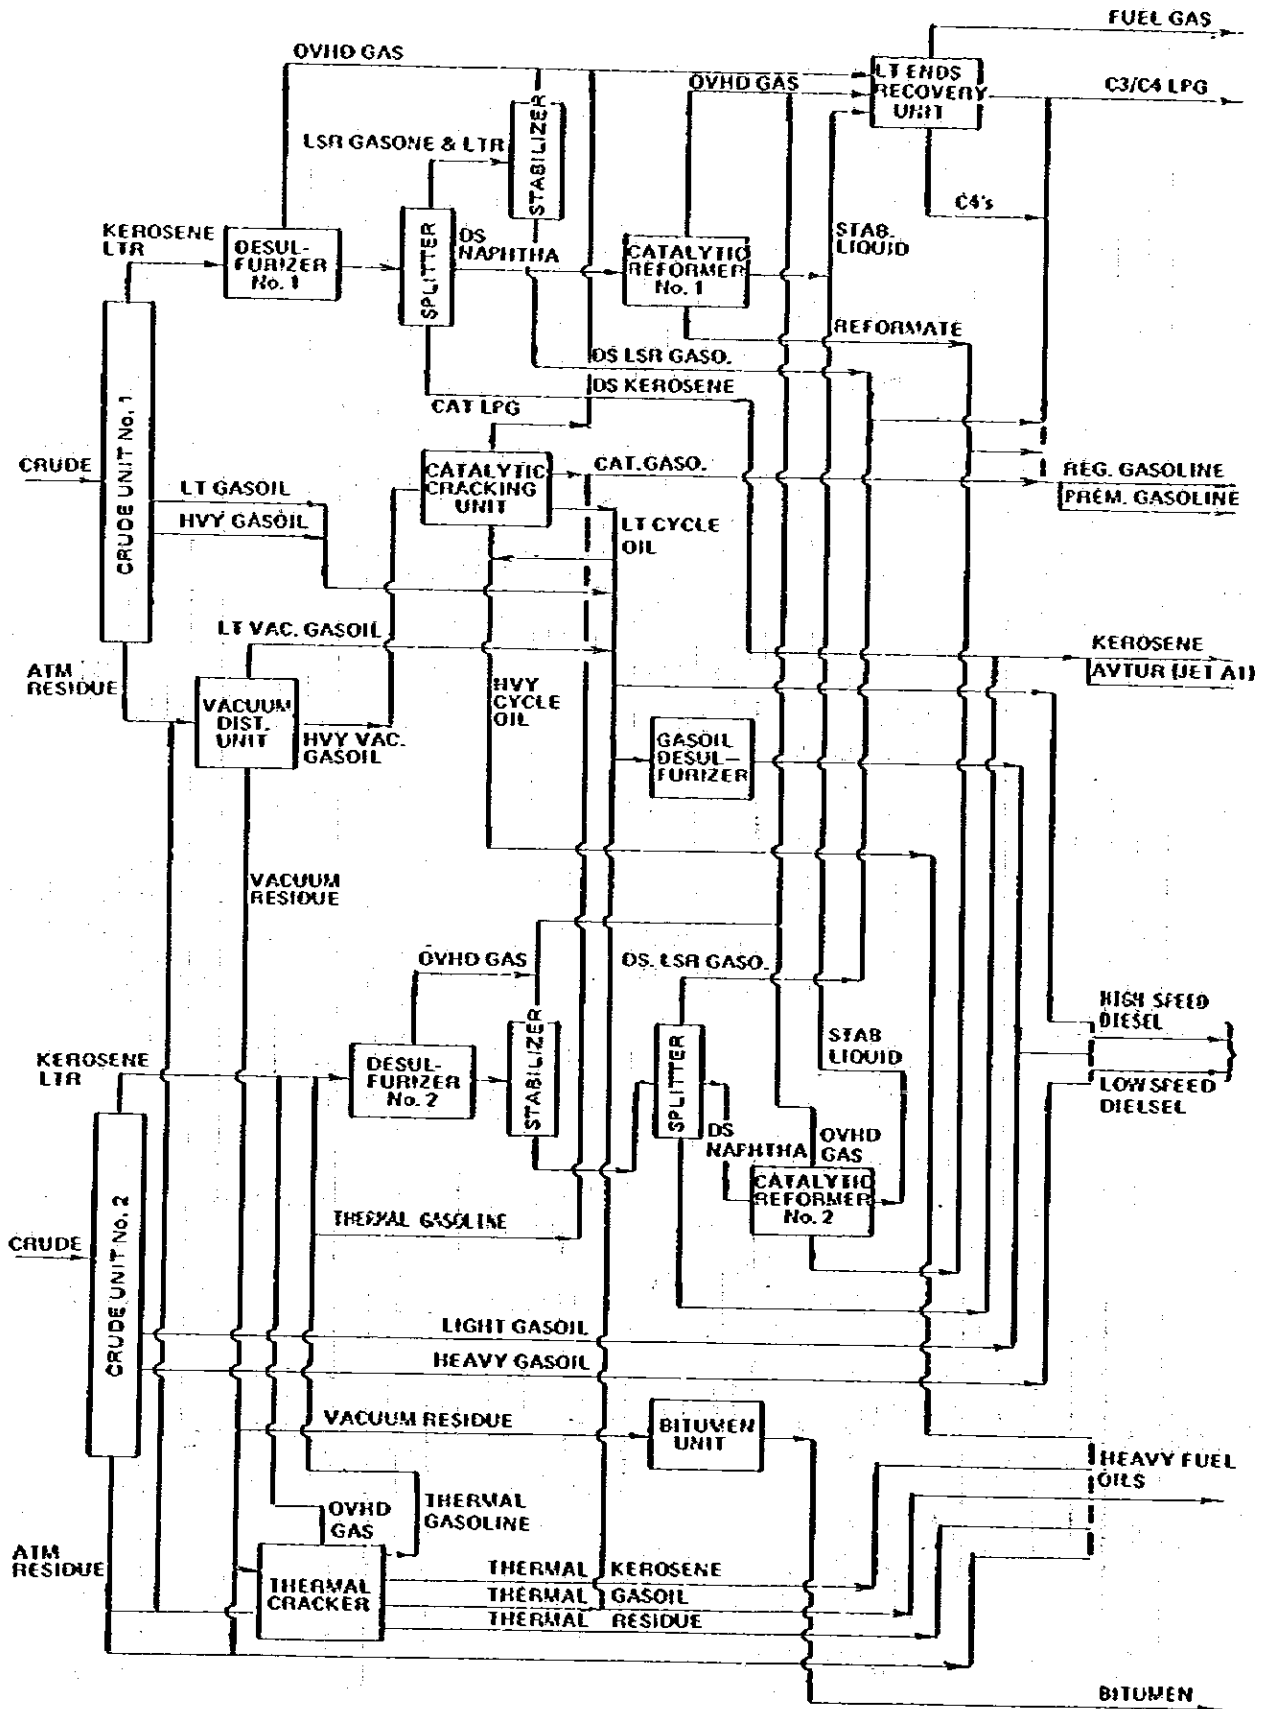 FUEL GAS
OVHD GAS
LT ENDS
RECOVERY
UNIT
OVHD GAS
C3/C4 LPG
STABILIZER
LSR GASONE & LTR
C4's
KEROSENE
LTR
DESUL-
FURIZER
No. 1
SPLITTER
DS
NAPHTHA
CATALYTIC
REFORMER
No. 1
STAB.
LIQUID
REFORMATE
DS LSR GASO.
DS KEROSENE
CAT LPG
CRUDE
CRUDE UNIT No. 1
CATALYTIC
CRACKING
UNIT
CAT. GASO.
REG. GASOLINE
PREM. GASOLINE
LT GASOIL
HVY GASOIL
LT CYCLE
OIL
LT VAC. GASOIL
KEROSENE
AVTUR (JET A1)
ATM
RESIDUE
VACUUM
DIST.
UNIT
HVY VAC.
GASOIL
HVY
CYCLE
OIL
GASOIL
DESUL-
FURIZER
VACUUM
RESIDUE
OVHD GAS
DS. LSR GASO.
HIGH SPEED
DIESEL
KEROSENE
LTR
DESUL-
FURIZER
No. 2
STABILIZER
SPLITTER
STAB
LIQUID
LOW SPEED
DIELSEL
DS
NAPHTHA
OVHD
GAS
CATALYTIC
REFORMER
No. 2
CRUDE
CRUDE UNIT No. 2
THERMAL GASOLINE
LIGHT GASOIL
HEAVY GASOIL
VACUUM RESIDUE
BITUMEN
UNIT
HEAVY FUEL
OILS
OVHD
GAS
THERMAL
GASOLINE
ATM
RESIDUE
THERMAL
CRACKER
THERMAL KEROSENE
THERMAL GASOIL
THERMAL RESIDUE
BITUMEN